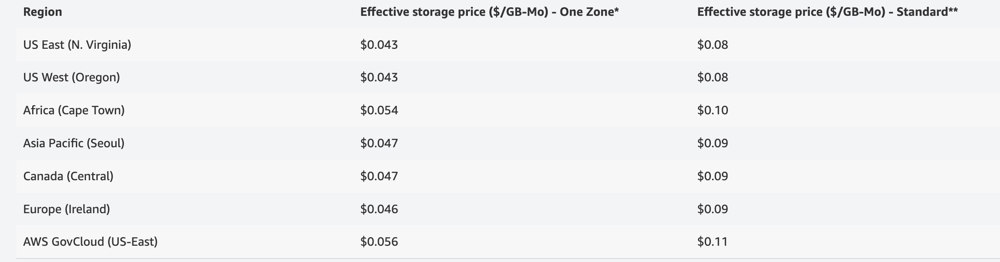 Region Effective storage price ($/GB-Mo) - One Zone* Effective storage price ($/GB-Mo) - Standard**
US East (N. Virginia) $0.043 $0.08
US West (Oregon) $0.043 $0.08
Africa (Cape Town) $0.054 $0.10
Asia Pacific (Seoul) $0.047 $0.09
Canada (Central) $0.047 $0.09
Europe (Ireland) $0.046 $0.09
AWS GovCloud (US-East) $0.056 $0.11